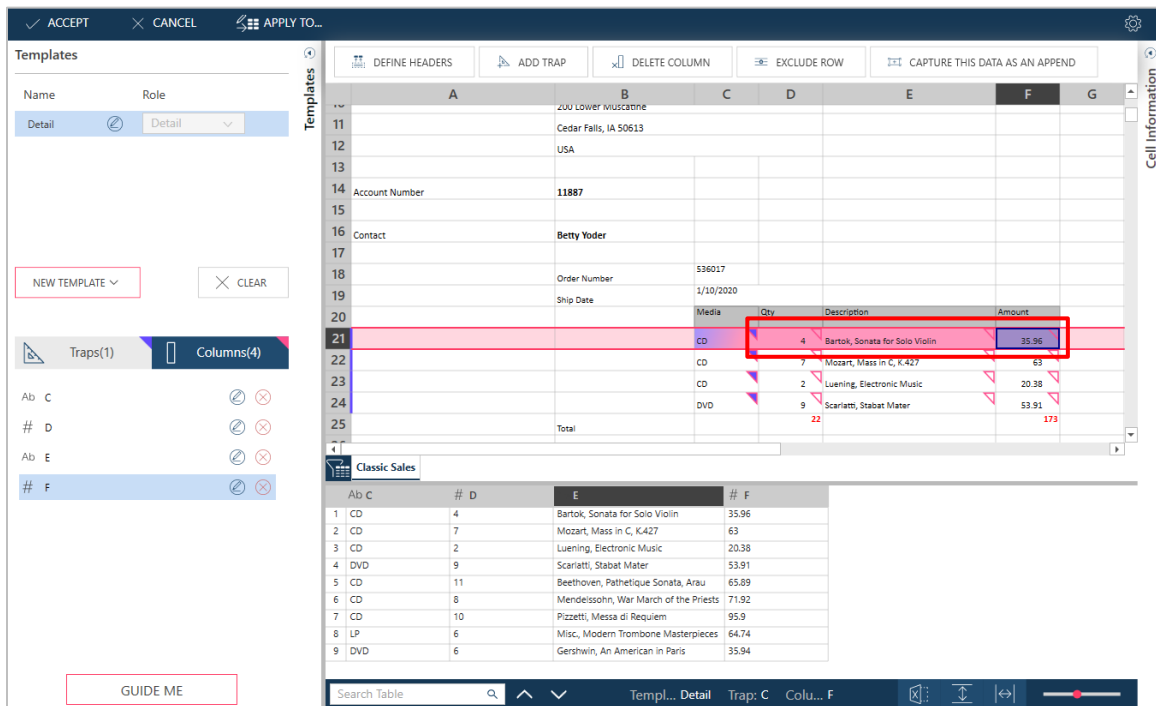 ACCEPT CANCEL APPLY TO...
Templates
Name Role
Detail Detail
NEW TEMPLATE CLEAR
Traps(1) Columns(4)
Ab C
# D
Ab E
# F
GUIDE ME
Templates
DEFINE HEADERS ADD TRAP DELETE COLUMN EXCLUDE ROW CAPTURE THIS DATA AS AN APPEND
Cell Information
A B C D E F G
10 200 Lower Muscatine
11 Cedar Falls, IA 50613
12 USA
13
14 Account Number 11887
15
16 Contact Betty Yoder
17
18 Order Number 536017
19 Ship Date 1/10/2020
20 Media Qty Description Amount
21 CD 4 Bartok, Sonata for Solo Violin 35.96
22 CD 7 Mozart, Mass in C, K.427 63
23 CD 2 Luening, Electronic Music 20.38
24 DVD 9 Scarlatti, Stabat Mater 53.91
25 Total 22 173
Classic Sales
Ab C # D E # F
1 CD 4 Bartok, Sonata for Solo Violin 35.96
2 CD 7 Mozart, Mass in C, K.427 63
3 CD 2 Luening, Electronic Music 20.38
4 DVD 9 Scarlatti, Stabat Mater 53.91
5 CD 11 Beethoven, Pathetique Sonata, Arau 65.89
6 CD 8 Mendelssohn, War March of the Priests 71.92
7 CD 10 Pizzetti, Messa di Requiem 95.9
8 LP 6 Misc, Modern Trombone Masterpieces 64.74
9 DVD 6 Gershwin, An American in Paris 35.94
Search Table Templ... Detail Trap: C Colu... F